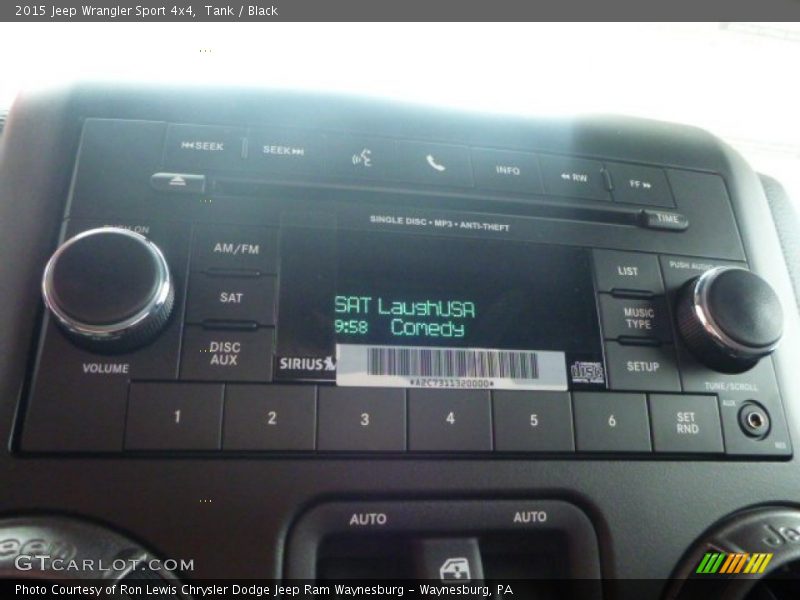 2015 Jeep Wrangler Sport 4x4, Tank / Black
SEEK
SEEK
INFO
RW
FF
TIME
SINGLE DISC • MP3 • ANTI-THEFT
AM/FM
SAT
DISC AUX
VOLUME
SAT LaughUSA
9:58 Comedy
SIRIUS
*A2C7311320000*
disc
LIST
MUSIC TYPE
SETUP
PUSH AUDIO
TUNE/SCROLL
AUX
1
2
3
4
5
6
SET RND
AUTO
AUTO
Jeep
GTCARLOT.COM
Photo Courtesy of Ron Lewis Chrysler Dodge Jeep Ram Waynesburg - Waynesburg, PA